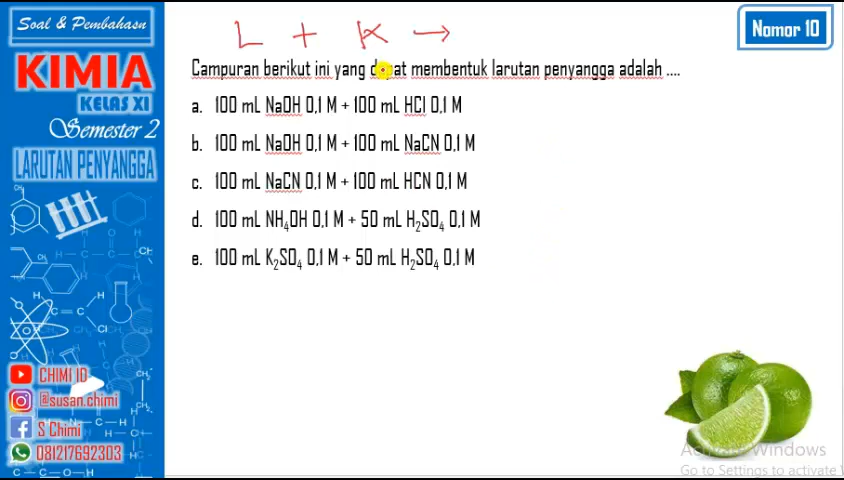 Soal & Pembahasn
KIMIA
KELAS XI
Semester 2
LARUTAN PENYANGGA
CHIMI ID
@susan.chimi
S Chimi
081217692303
Nomor 10
L + K →
Campuran berikut ini yang dapat membentuk larutan penyangga adalah ....
a. 100 mL NaOH 0,1 M + 100 mL HCl 0,1 M
b. 100 mL NaOH 0,1 M + 100 mL NaCN 0,1 M
c. 100 mL NaCN 0,1 M + 100 mL HCN 0,1 M
d. 100 mL NH₄OH 0,1 M + 50 mL H₂SO₄ 0,1 M
e. 100 mL K₂SO₄ 0,1 M + 50 mL H₂SO₄ 0,1 M
Activate Windows
Go to Settings to activate